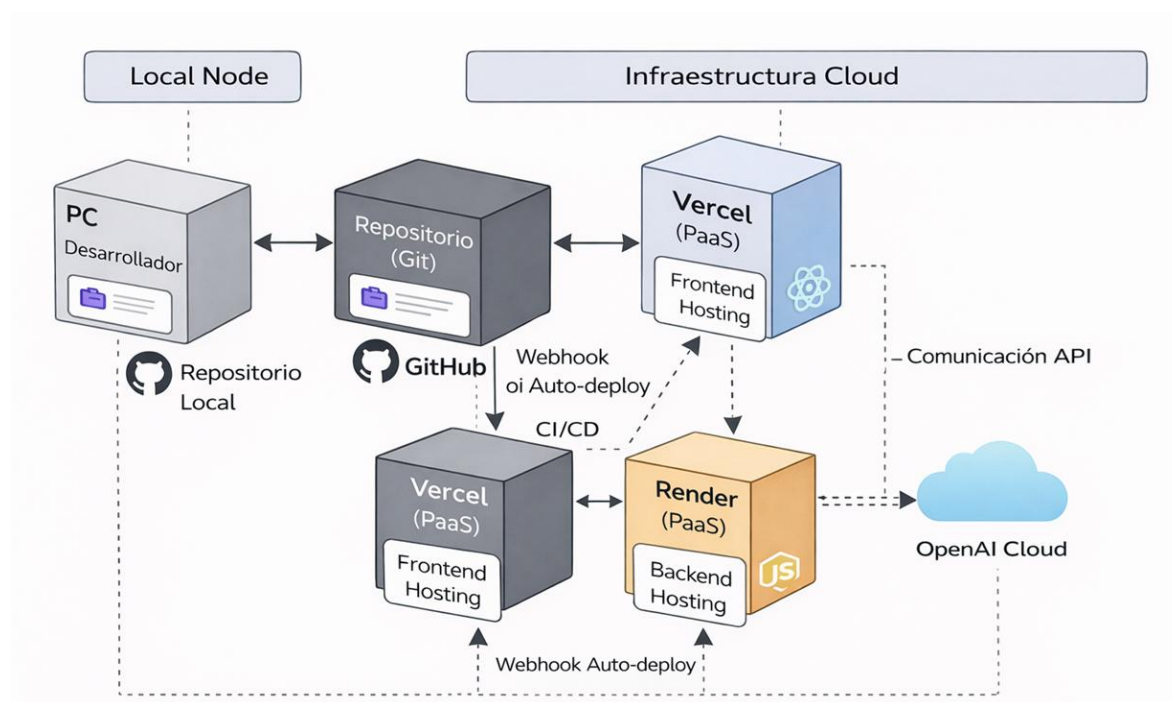 Local Node
Infraestructura Cloud
PC
Desarrollador
Repositorio
(Git)
Vercel
(PaaS)
Frontend
Hosting
Repositorio
Local
GitHub
Webhook
oi Auto-deploy
CI/CD
Comunicación API
Vercel
(PaaS)
Frontend
Hosting
Render
(PaaS)
Backend
Hosting
JS
OpenAI Cloud
Webhook Auto-deploy